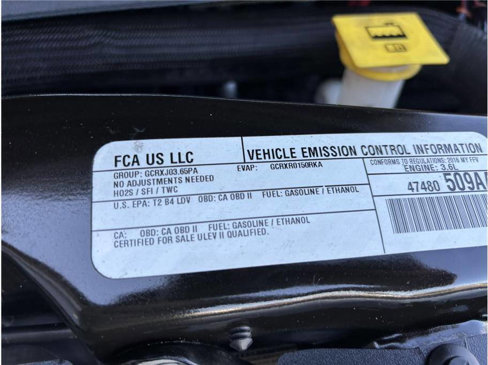 FCA US LLC
VEHICLE EMISSION CONTROL INFORMATION
GROUP: GCRXJ03.65PA
EVAP: GCRXR0150RKA
CONFORMS TO REGULATIONS: 2016 MY FFV
NO ADJUSTMENTS NEEDED
ENGINE: 3.6L
HO2S / SFI / TWC
47480 509A
U.S. EPA: T2 B4 LDV OBD: CA OBD II FUEL: GASOLINE / ETHANOL
CA: OBD: CA OBD II FUEL: GASOLINE / ETHANOL
CERTIFIED FOR SALE ULEV II QUALIFIED.